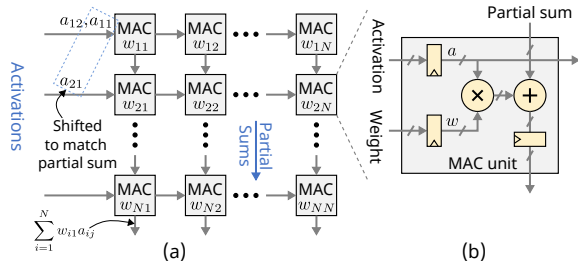 a₁₂, a₁₁
MAC w₁₁
MAC w₁₂
•••
MAC w₁N
a₂₁
MAC w₂₁
MAC w₂₂
•••
MAC w₂N
Activations
Shifted
to match
partial sum
Partial
Sums
MAC wN₁
MAC wN₂
•••
MAC wNN
∑ᵢ₌₁ᴺ wᵢ₁aᵢⱼ
(a)
Partial sum
Activation
a
×
+
Weight
w
MAC unit
(b)